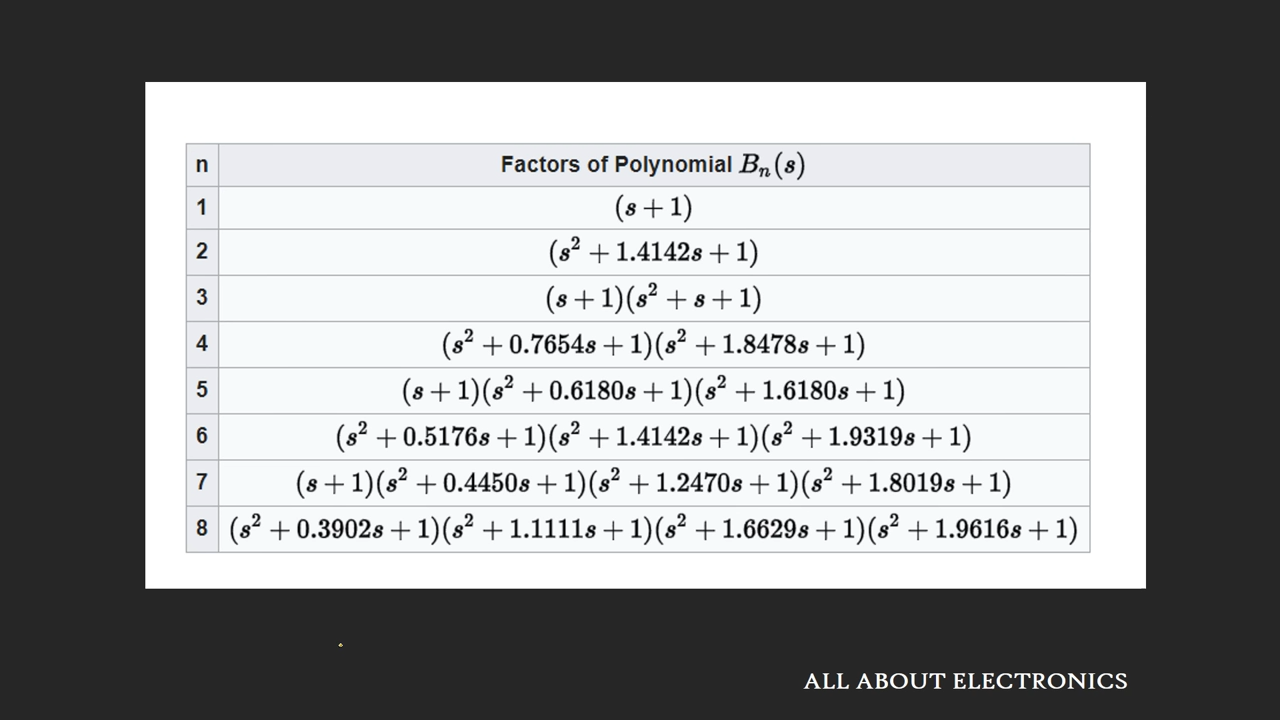 n Factors of Polynomial Bₙ(s)
1 (s + 1)
2 (s² + 1.4142s + 1)
3 (s + 1)(s² + s + 1)
4 (s² + 0.7654s + 1)(s² + 1.8478s + 1)
5 (s + 1)(s² + 0.6180s + 1)(s² + 1.6180s + 1)
6 (s² + 0.5176s + 1)(s² + 1.4142s + 1)(s² + 1.9319s + 1)
7 (s + 1)(s² + 0.4450s + 1)(s² + 1.2470s + 1)(s² + 1.8019s + 1)
8 (s² + 0.3902s + 1)(s² + 1.1111s + 1)(s² + 1.6629s + 1)(s² + 1.9616s + 1)
ALL ABOUT ELECTRONICS